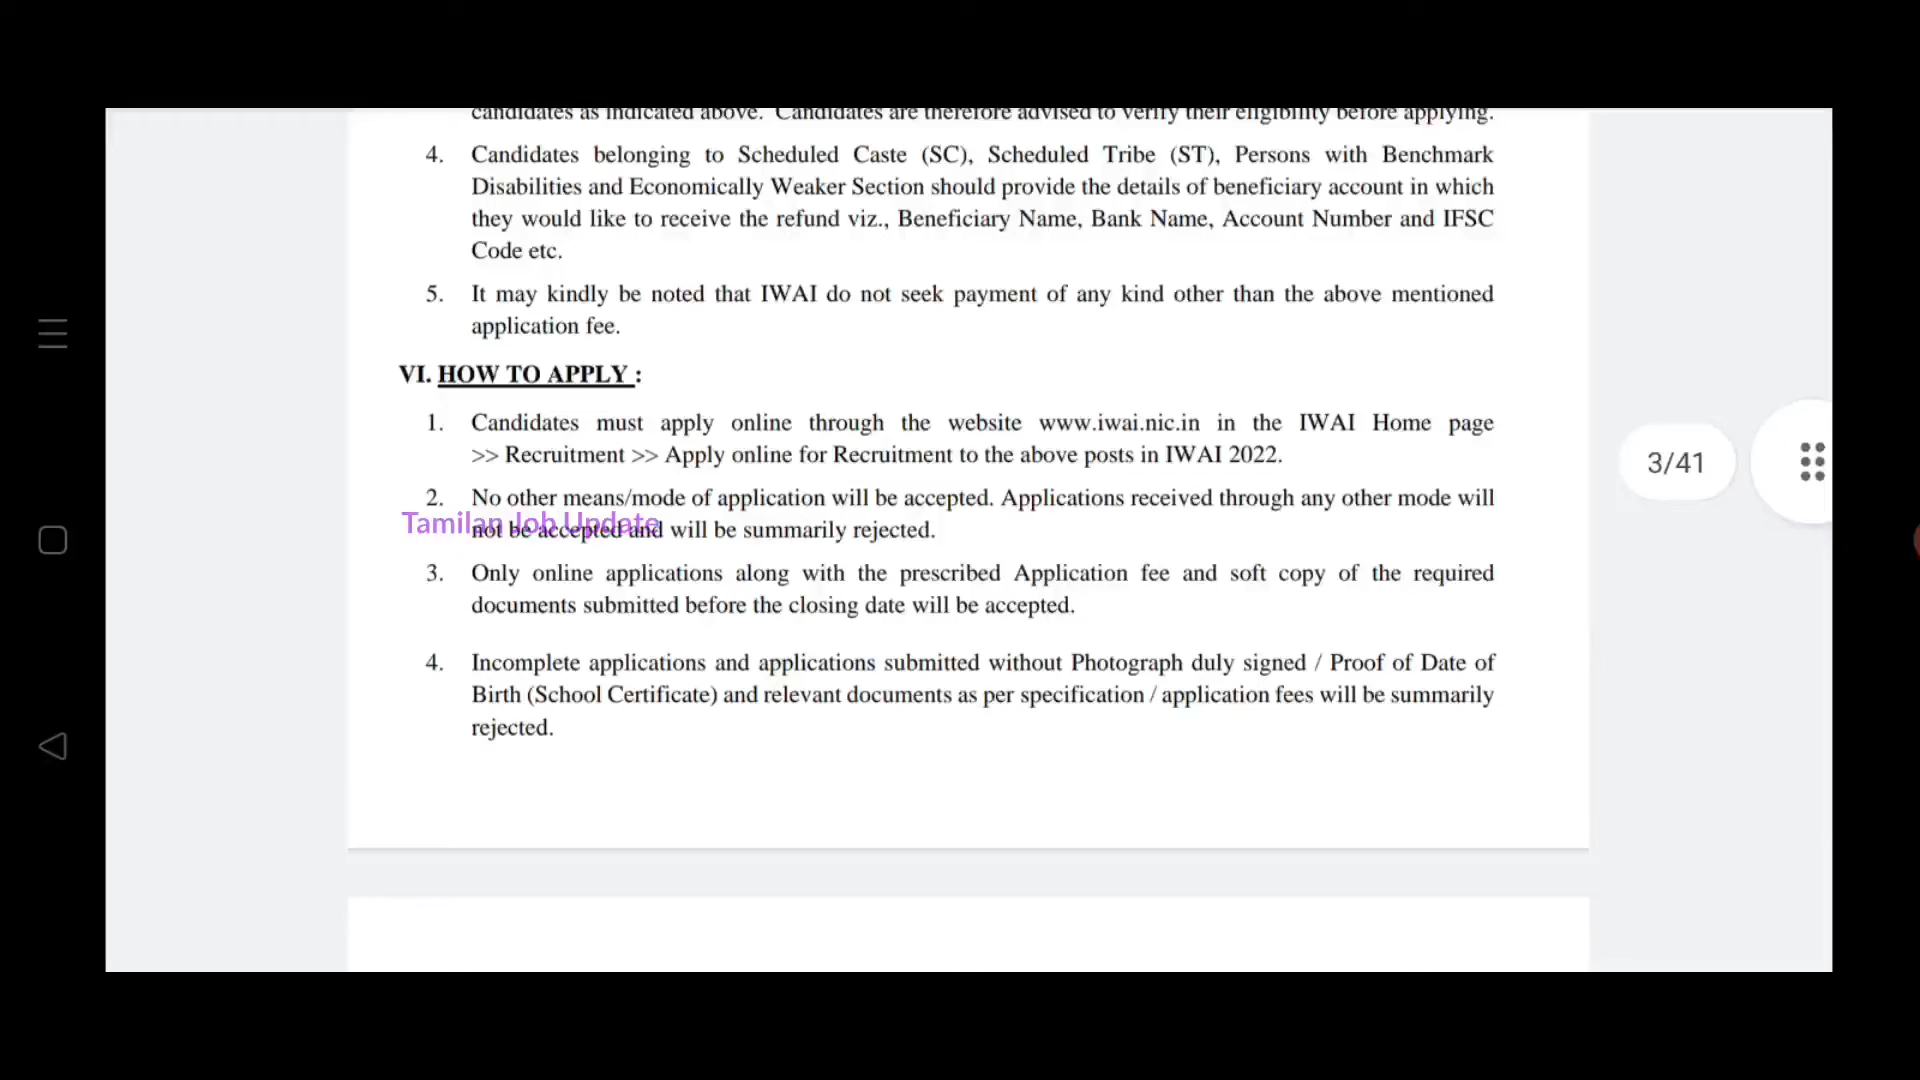 candidates as indicated above. Candidates are therefore advised to verify their eligibility before applying.
4. Candidates belonging to Scheduled Caste (SC), Scheduled Tribe (ST), Persons with Benchmark
Disabilities and Economically Weaker Section should provide the details of beneficiary account in which
they would like to receive the refund viz., Beneficiary Name, Bank Name, Account Number and IFSC
Code etc.
5. It may kindly be noted that IWAI do not seek payment of any kind other than the above mentioned
application fee.
VI. HOW TO APPLY :
1. Candidates must apply online through the website www.iwai.nic.in in the IWAI Home page
>> Recruitment >> Apply online for Recruitment to the above posts in IWAI 2022.
3/41
2. No other means/mode of application will be accepted. Applications received through any other mode will
Tamilan Job Update
not be accepted and will be summarily rejected.
3. Only online applications along with the prescribed Application fee and soft copy of the required
documents submitted before the closing date will be accepted.
4. Incomplete applications and applications submitted without Photograph duly signed / Proof of Date of
Birth (School Certificate) and relevant documents as per specification / application fees will be summarily
rejected.